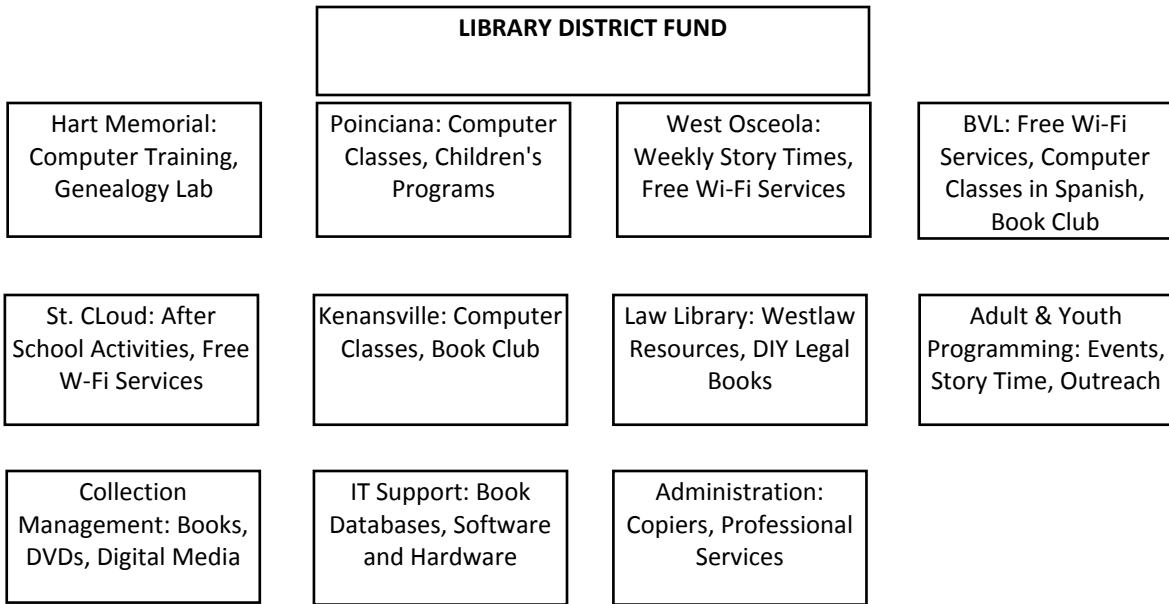 LIBRARY DISTRICT FUND
Hart Memorial:
Computer Training,
Genealogy Lab
Poinciana: Computer
Classes, Children's
Programs
West Osceola:
Weekly Story Times,
Free Wi-Fi Services
BVL: Free Wi-Fi
Services, Computer
Classes in Spanish,
Book Club
St. CLoud: After
School Activities, Free
W-Fi Services
Kenansville: Computer
Classes, Book Club
Law Library: Westlaw
Resources, DIY Legal
Books
Adult & Youth
Programming: Events,
Story Time, Outreach
Collection
Management: Books,
DVDs, Digital Media
IT Support: Book
Databases, Software
and Hardware
Administration:
Copiers, Professional
Services